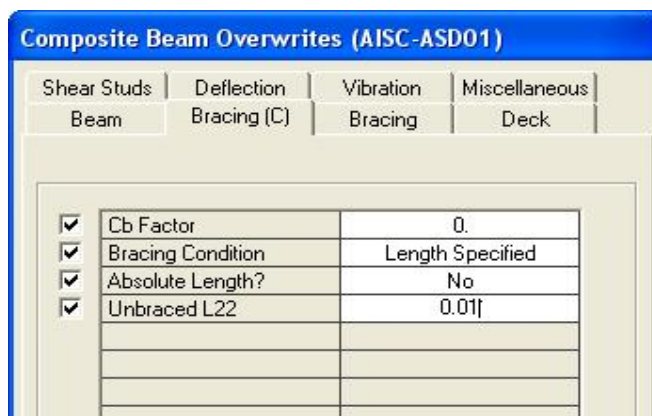 Composite Beam Overwrites (AISC-ASD01)
Shear Studs Deflection Vibration Miscellaneous
Beam Bracing (C) Bracing Deck
Cb Factor 0.
Bracing Condition Length Specified
Absolute Length? No
Unbraced L22 0.01